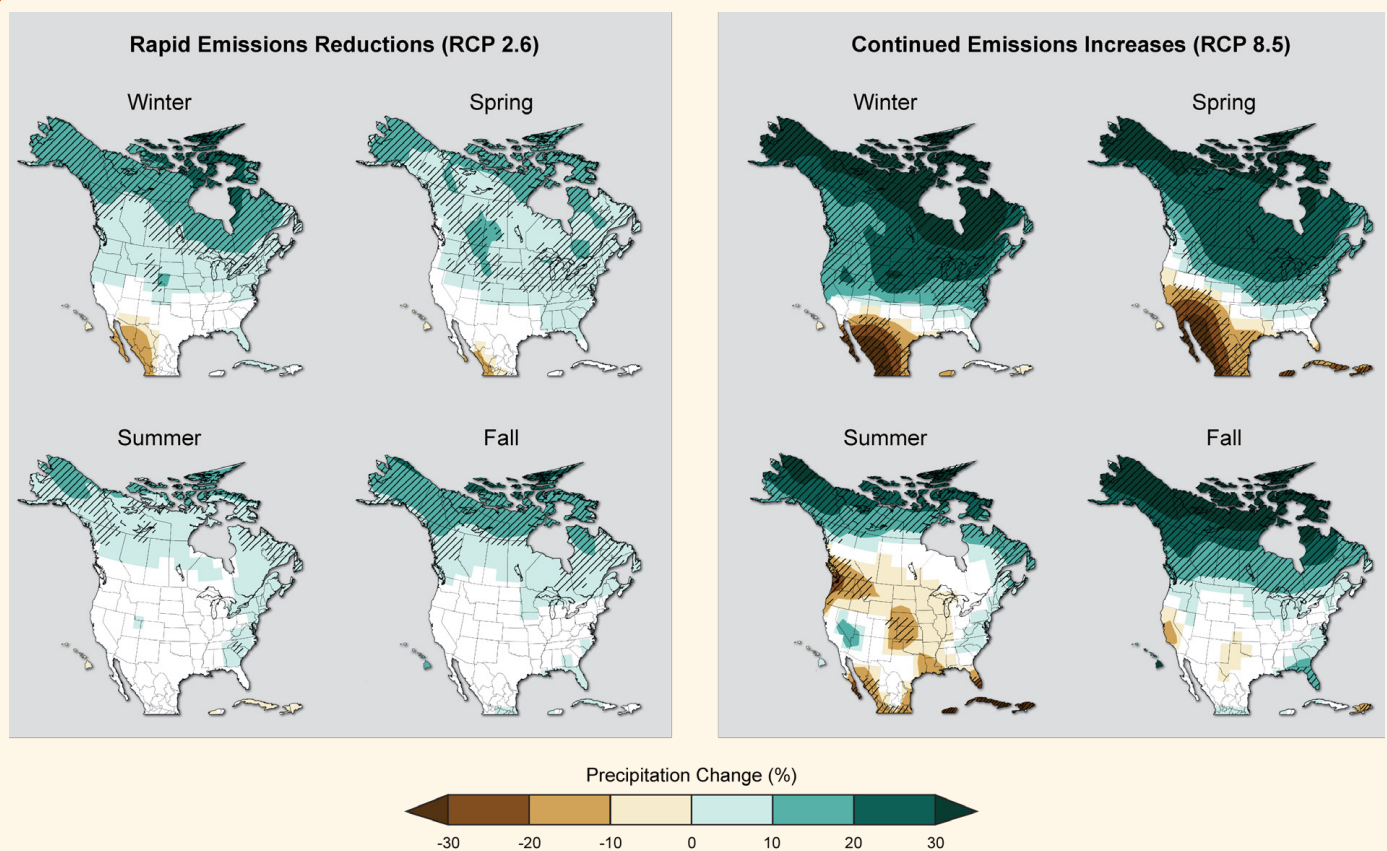 Rapid Emissions Reductions (RCP 2.6)
Winter
Spring
Summer
Fall
Continued Emissions Increases (RCP 8.5)
Winter
Spring
Summer
Fall
Precipitation Change (%)
-30 -20 -10 0 10 20 30